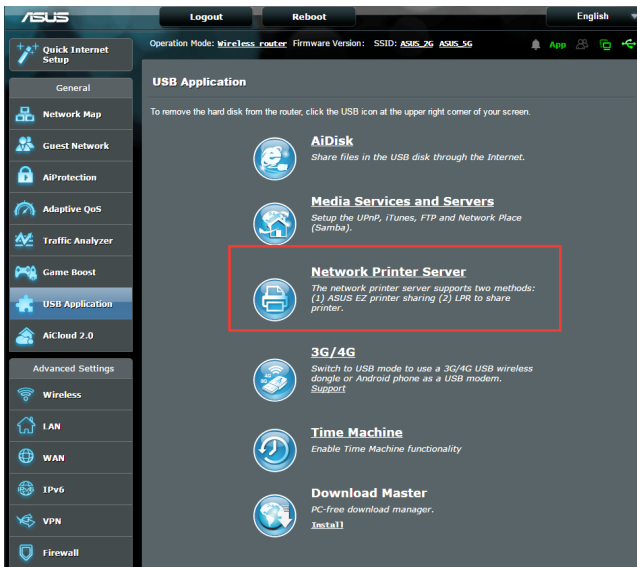 ASUS
Logout
Reboot
English
Quick Internet
Setup
Operation Mode: Wireless router Firmware Version: SSID: ASUS_2G ASUS_5G
App
General
Network Map
Guest Network
AiProtection
Adaptive QoS
Traffic Analyzer
Game Boost
USB Application
AiCloud 2.0
Advanced Settings
Wireless
LAN
WAN
IPv6
VPN
Firewall
USB Application
To remove the hard disk from the router, click the USB icon at the upper right corner of your screen.
AiDisk
Share files in the USB disk through the Internet.
Media Services and Servers
Setup the UPnP, iTunes, FTP and Network Place
(Samba).
Network Printer Server
The network printer server supports two methods:
(1) ASUS EZ printer sharing (2) LPR to share
printer.
3G/4G
Switch to USB mode to use a 3G/4G USB wireless
dongle or Android phone as a USB modem.
Support
Time Machine
Enable Time Machine functionality
Download Master
PC-free download manager.
Install